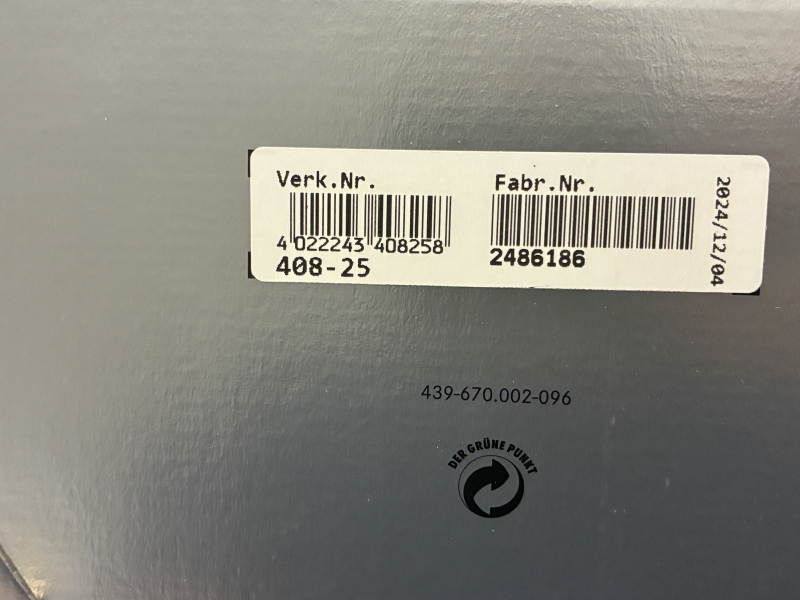 Verk.Nr.
4 022243 408258
408-25
Fabr.Nr.
2486186
2024/12/04
439-670.002-096
DER GRÜNE PUNKT